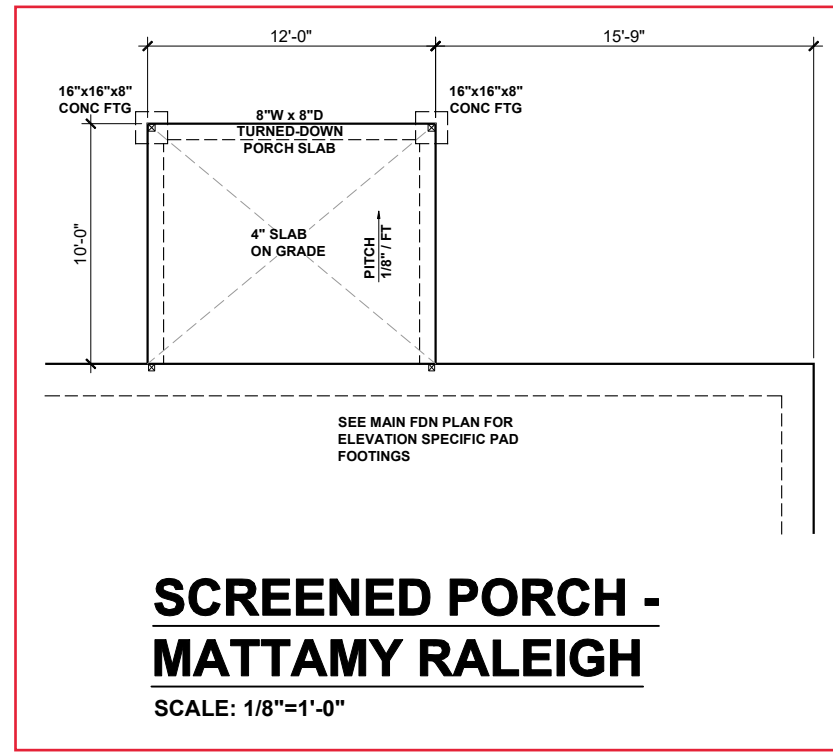 12'-0"
15'-9"
16"x16"x8"
CONC FTG
16"x16"x8"
CONC FTG
8"W x 8"D
TURNED-DOWN
PORCH SLAB
10'-0"
4" SLAB
ON GRADE
PITCH
1/8" / FT
SEE MAIN FDN PLAN FOR
ELEVATION SPECIFIC PAD
FOOTINGS
SCREENED PORCH -
MATTAMY RALEIGH
SCALE: 1/8"=1'-0"